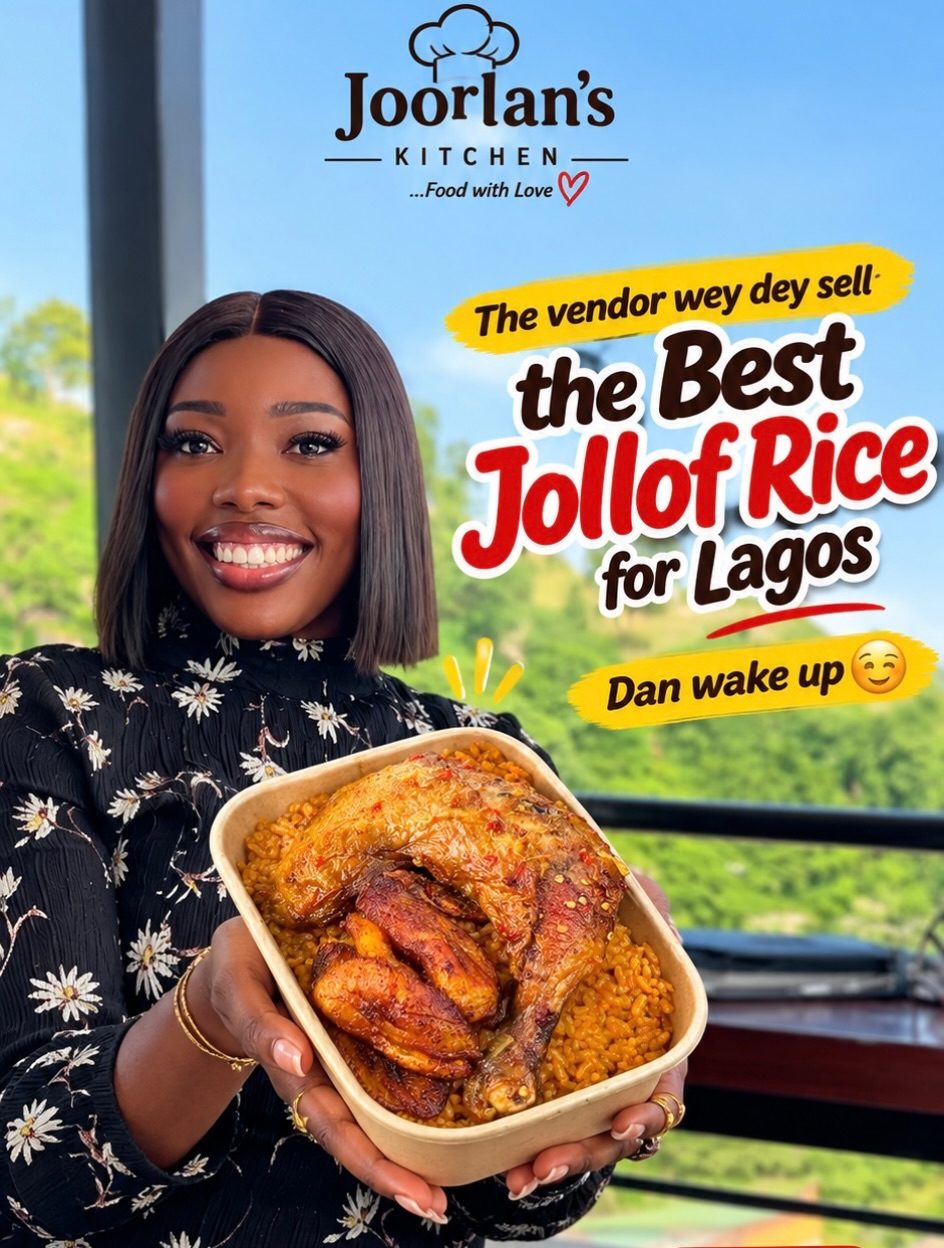 Joorlan's
KITCHEN
...Food with Love
The vendor wey dey sell
the Best
Jollof Rice
for Lagos
Dan wake up 😉